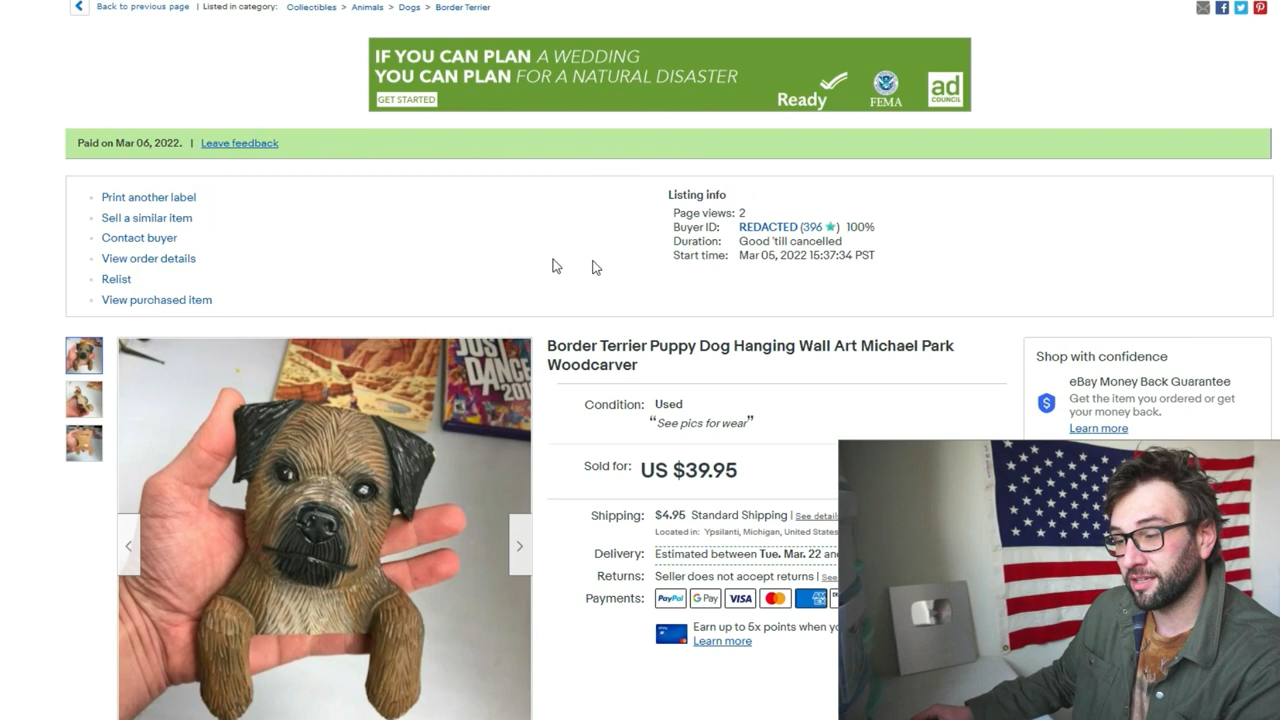 Back to previous page | Listed in category: Collectibles > Animals > Dogs > Border Terrier
IF YOU CAN PLAN A WEDDING
YOU CAN PLAN FOR A NATURAL DISASTER
GET STARTED
Ready
FEMA
ad
COUNCIL
Paid on Mar 06, 2022. | Leave feedback
Print another label
Sell a similar item
Contact buyer
View order details
Relist
View purchased item
Listing info
Page views: 2
Buyer ID: REDACTED (396 ) 100%
Duration: Good 'till cancelled
Start time: Mar 05, 2022 15:37:34 PST
JUST
DANCE
Border Terrier Puppy Dog Hanging Wall Art Michael Park
Woodcarver
Condition: Used
“See pics for wear”
Sold for: US $39.95
Shipping: $4.95 Standard Shipping | See detail
Located in: Ypsilanti, Michigan, United States
Delivery: Estimated between Tue. Mar. 22 and
Returns: Seller does not accept returns | See
Payments: PayPal G Pay VISA
Earn up to 5x points when yo
Learn more
Shop with confidence
eBay Money Back Guarantee
Get the item you ordered or get
your money back.
Learn more